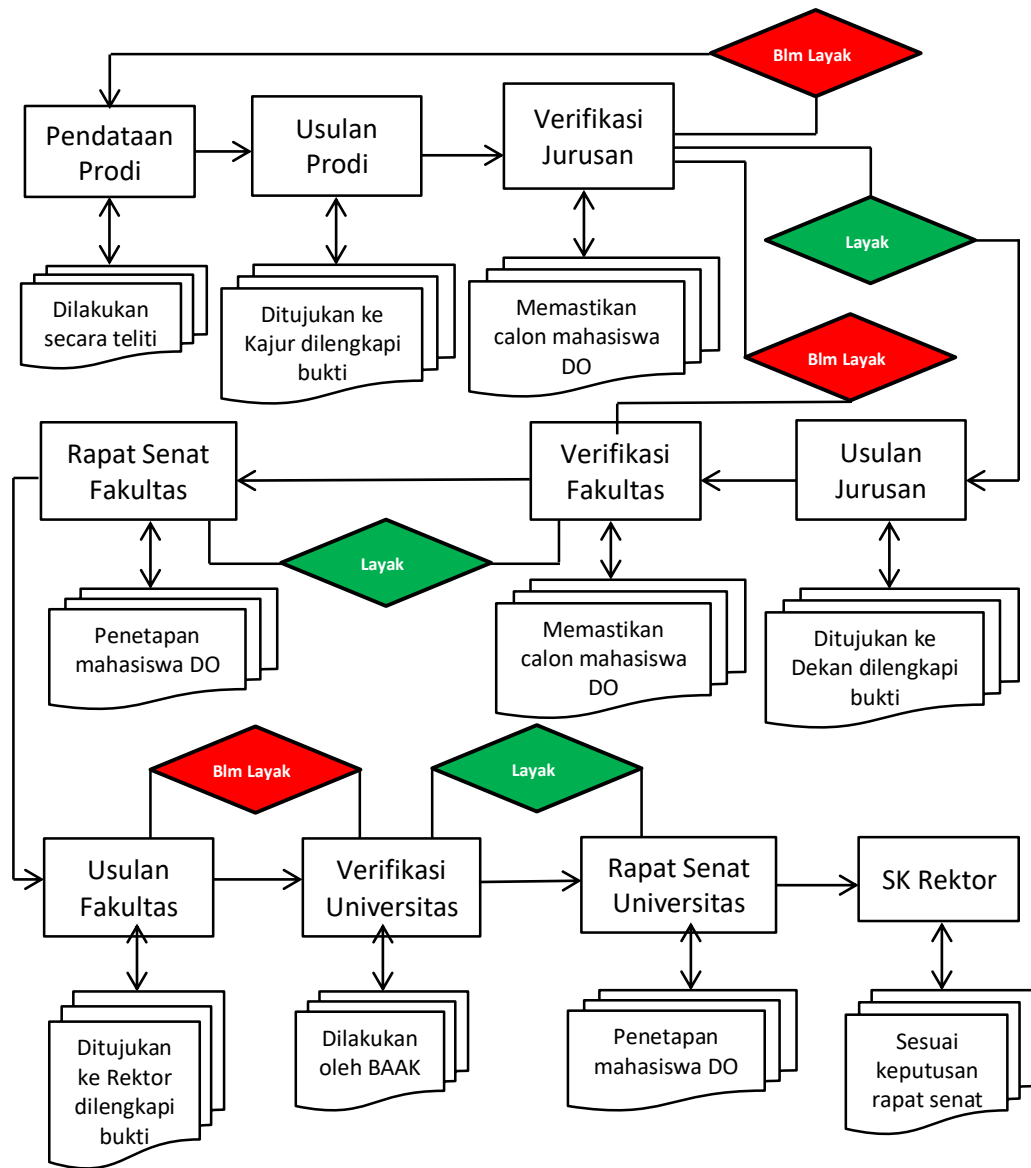 Blm Layak
Pendataan
Prodi
Usulan
Prodi
Verifikasi
Jurusan
Layak
Dilakukan
secara teliti
Ditujukan ke
Kajur dilengkapi
bukti
Memastikan
calon mahasiswa
DO
Blm Layak
Rapat Senat
Fakultas
Verifikasi
Fakultas
Usulan
Jurusan
Layak
Penetapan
mahasiswa DO
Memastikan
calon mahasiswa
DO
Ditujukan ke
Dekan dilengkapi
bukti
Blm Layak
Layak
Usulan
Fakultas
Verifikasi
Universitas
Rapat Senat
Universitas
SK Rektor
Ditujukan
ke Rektor
dilengkapi
bukti
Dilakukan
oleh BAAK
Penetapan
mahasiswa DO
Sesuai
keputusan
rapat senat